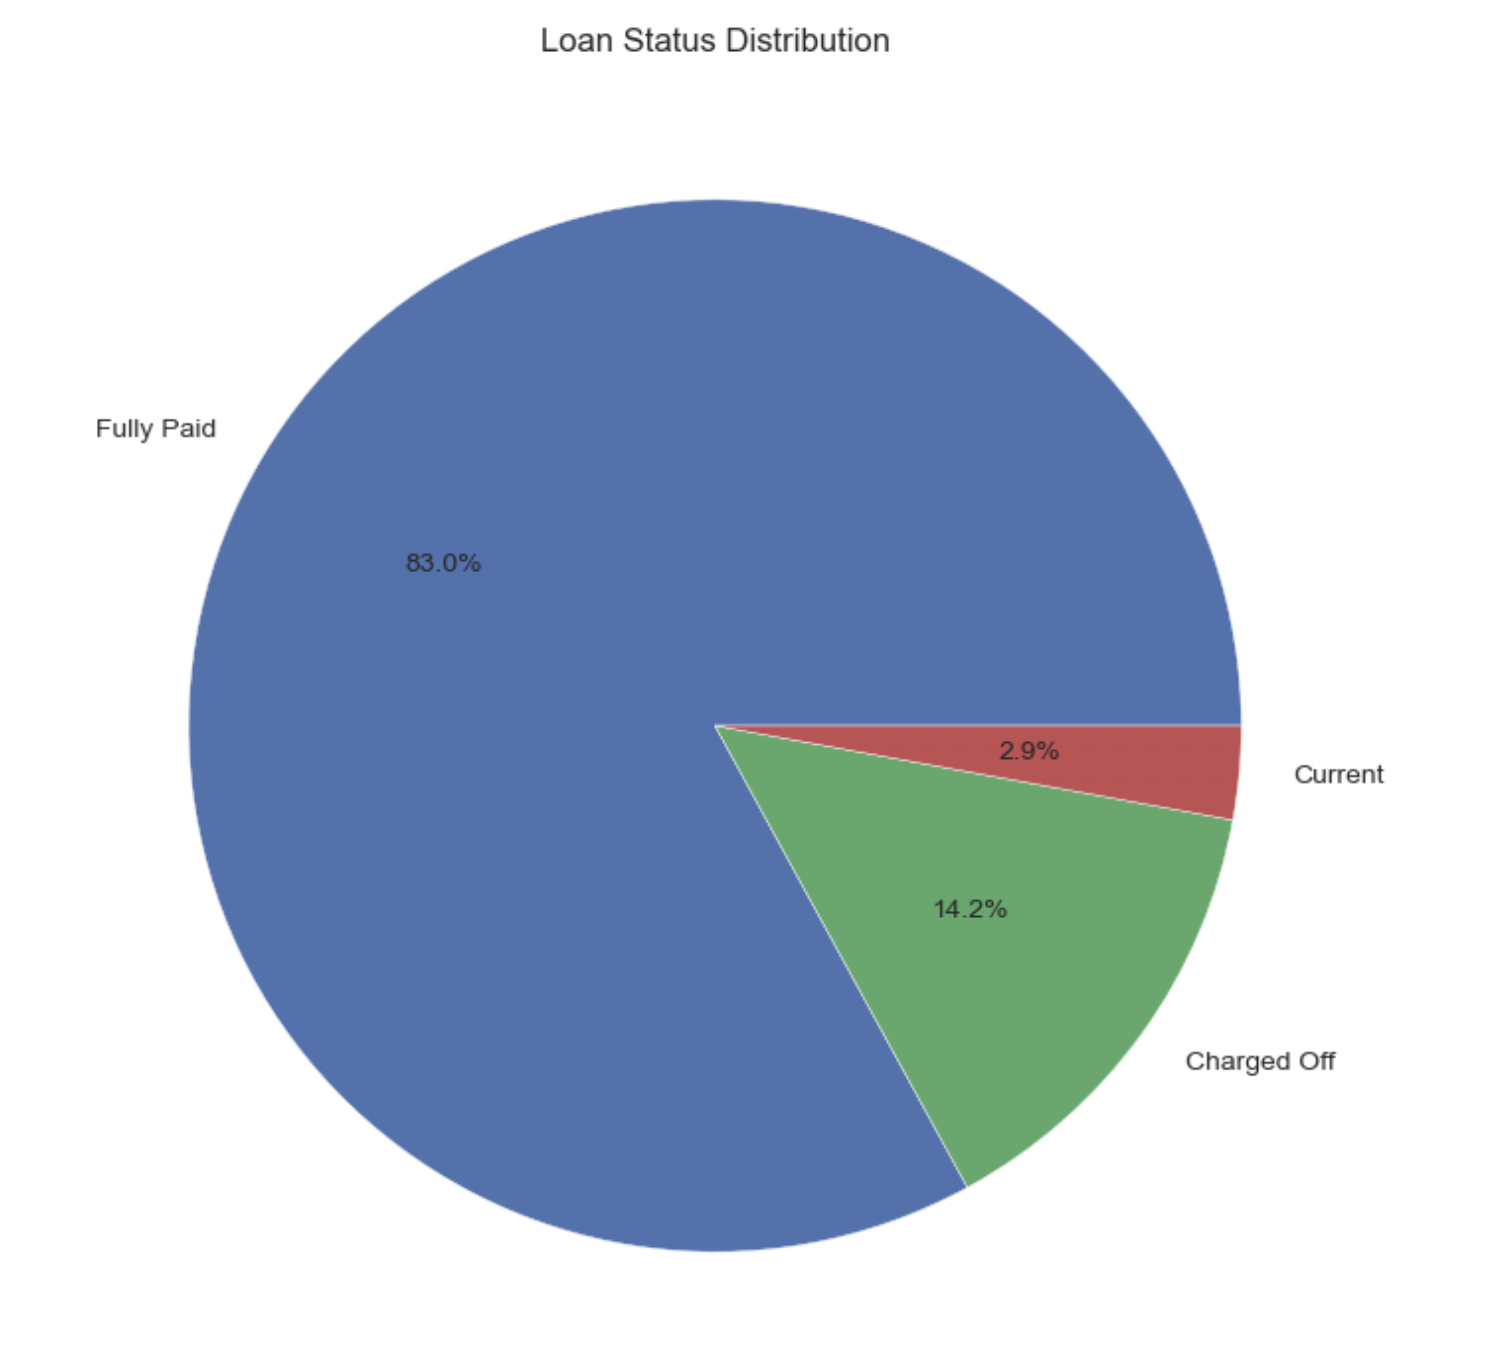 Loan Status Distribution
Fully Paid
83.0%
2.9%
Current
14.2%
Charged Off